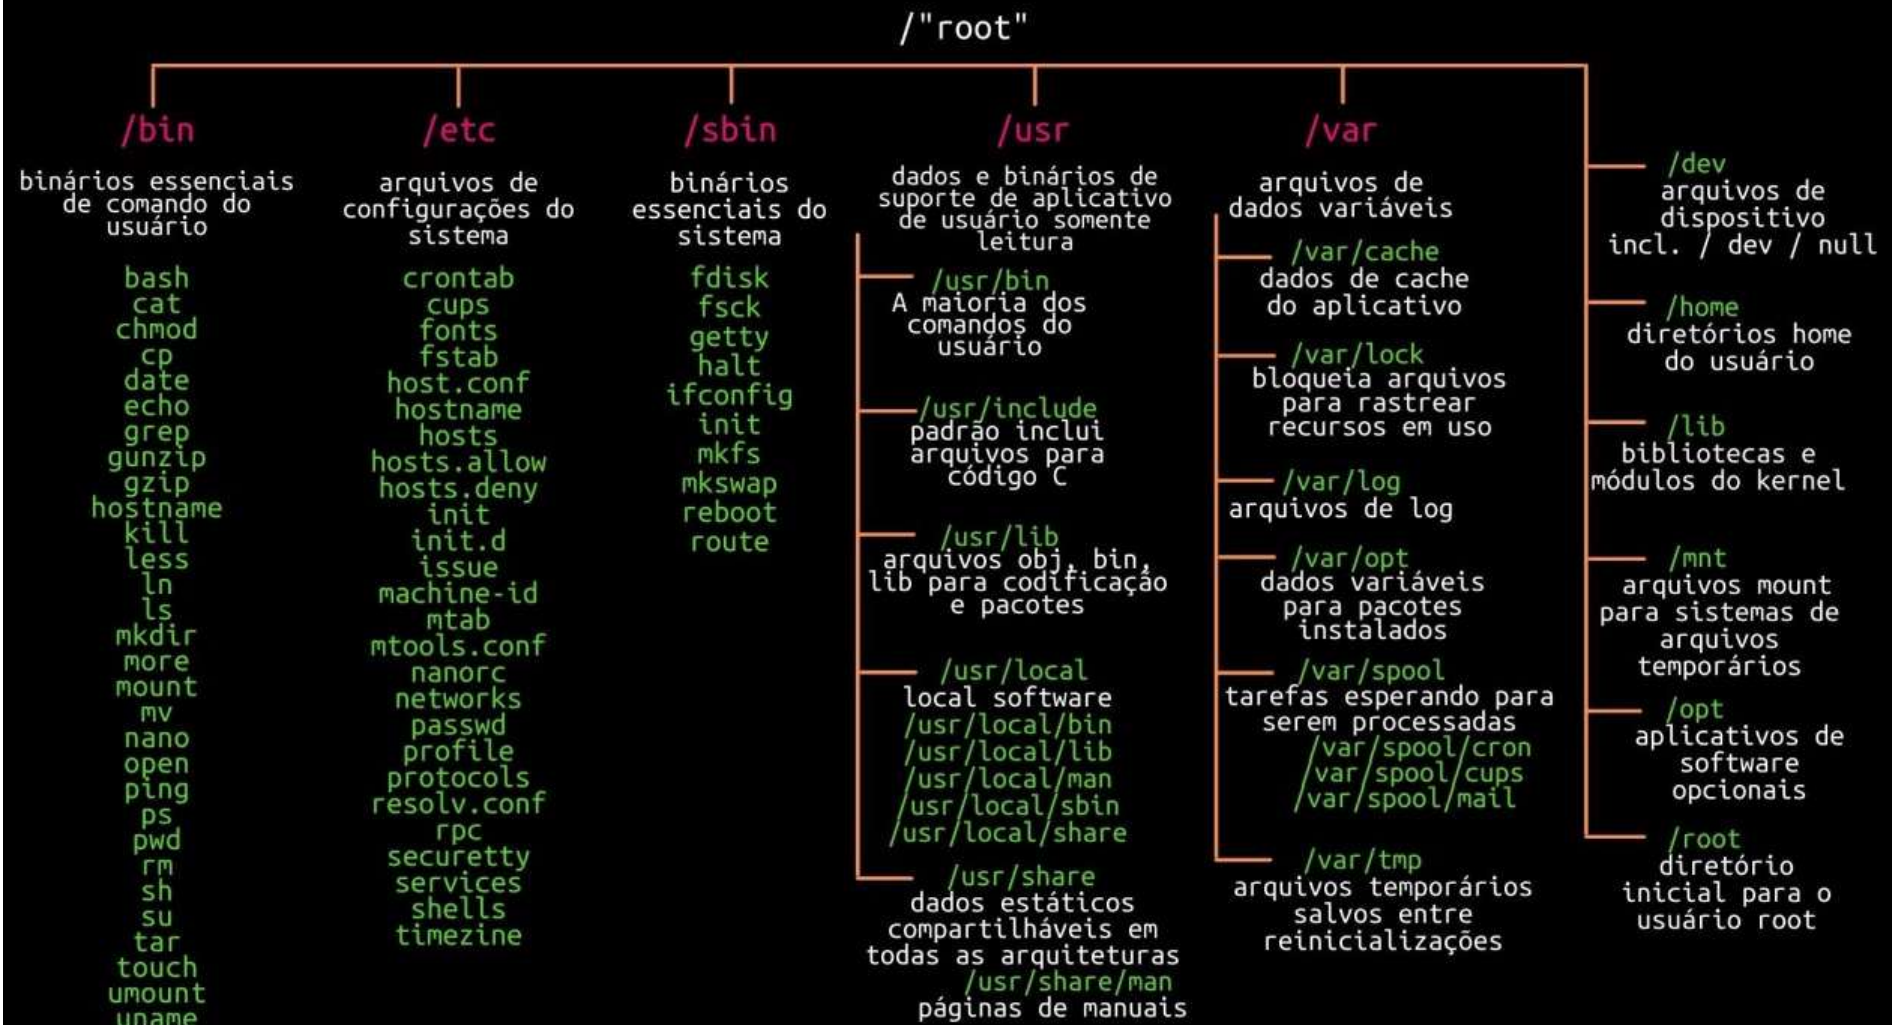 /"root"
/bin
binários essenciais
de comando do
usuário
bash
cat
chmod
cp
date
echo
grep
gunzip
gzip
hostname
kill
less
ln
ls
mkdir
more
mount
mv
nano
open
ping
ps
pwd
rm
sh
su
tar
touch
umount
uname
/etc
arquivos de
configurações do
sistema
crontab
cups
fonts
fstab
host.conf
hostname
hosts
hosts.allow
hosts.deny
init
init.d
issue
machine-id
mtab
mtools.conf
nanorc
networks
passwd
profile
protocols
resolv.conf
rpc
securetty
services
shells
timezine
/sbin
binários
essenciais do
sistema
fdisk
fsck
getty
halt
ifconfig
init
mkfs
mkswap
reboot
route
/usr
dados e binários de
suporte de aplicativo
de usuário somente
leitura
/usr/bin
A maioria dos
comandos do
usuário
/usr/include
padrão inclui
arquivos para
código C
/usr/lib
arquivos obj, bin,
lib para codificação
e pacotes
/usr/local
local software
/usr/local/bin
/usr/local/lib
/usr/local/man
/usr/local/sbin
/usr/local/share
/usr/share
dados estáticos
compartilháveis em
todas as arquiteturas
/usr/share/man
páginas de manuais
/var
arquivos de
dados variáveis
/var/cache
dados de cache
do aplicativo
/var/lock
bloqueia arquivos
para rastrear
recursos em uso
/var/log
arquivos de log
/var/opt
dados variáveis
para pacotes
instalados
/var/spool
tarefas esperando para
serem processadas
/var/spool/cron
/var/spool/cups
/var/spool/mail
/var/tmp
arquivos temporários
salvos entre
reinicializações
/dev
arquivos de
dispositivo
incl. / dev / null
/home
diretórios home
do usuário
/lib
bibliotecas e
módulos do kernel
/mnt
arquivos mount
para sistemas de
arquivos
temporários
/opt
aplicativos de
software
opcionais
/root
diretório
inicial para o
usuário root